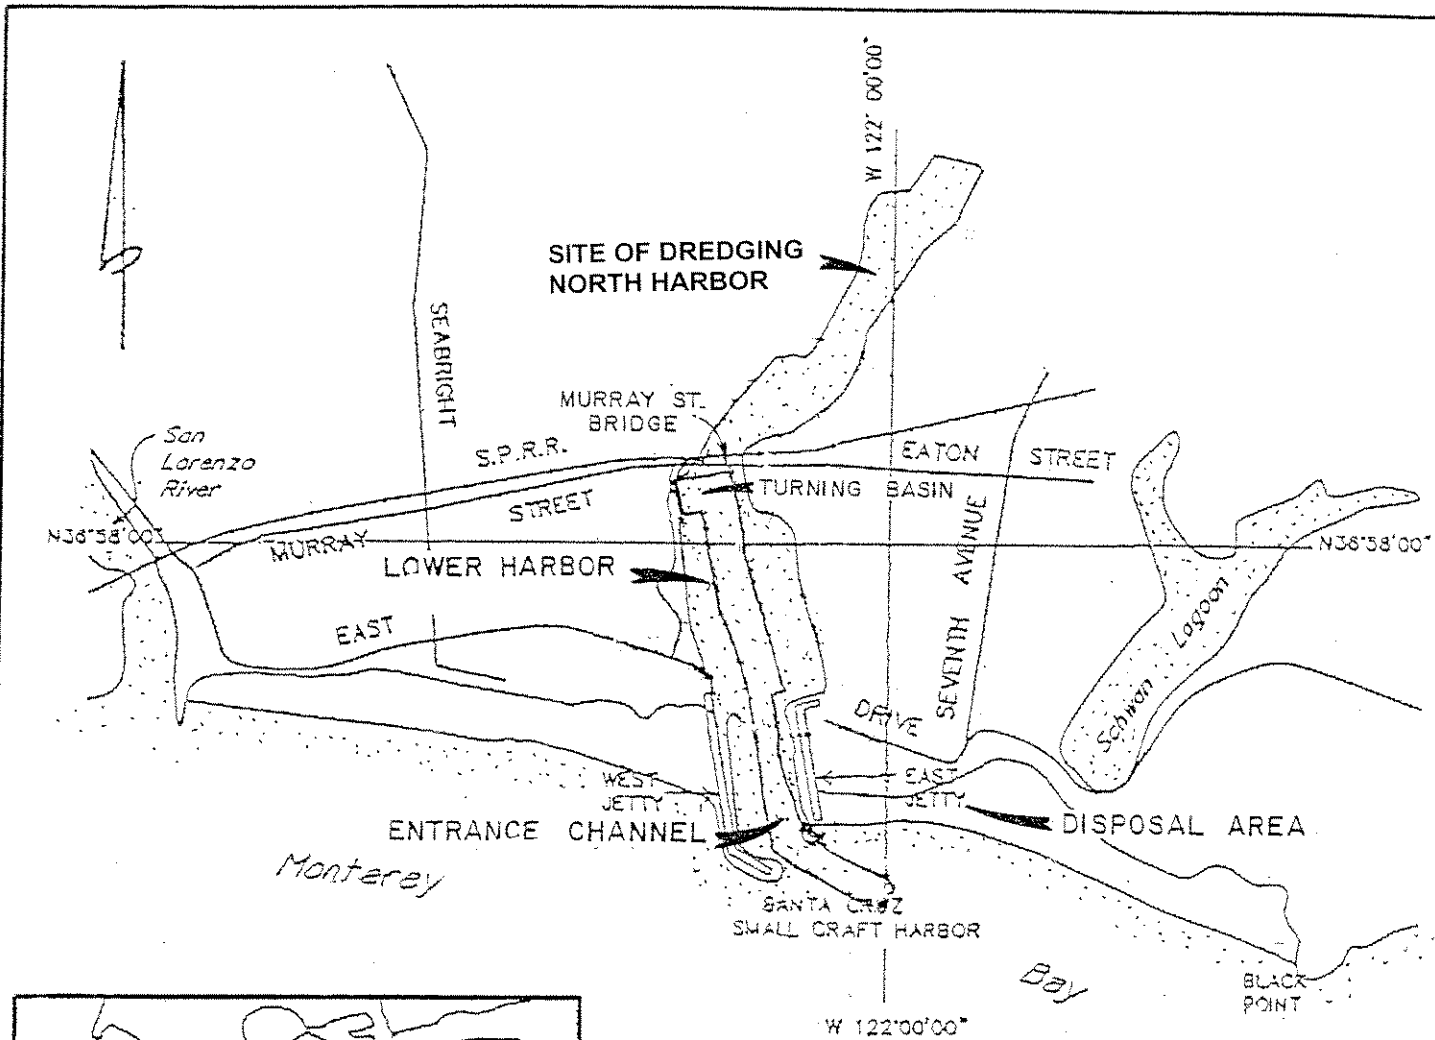 W 122° 00'00"
SITE OF DREDGING
NORTH HARBOR
SEABRIGHT
MURRAY ST.
BRIDGE
San
Lorenzo
River
S.P.R.R.
EATON STREET
TURNING BASIN
STREET
MURRAY
N36°58'00"
N36°58'00"
LOWER HARBOR
SEVENTH AVENUE
EAST
Schwan Lagoon
DRIVE
WEST
JETTY
EAST
JETTY
ENTRANCE CHANNEL
DISPOSAL AREA
Monterey
SANTA CRUZ
SMALL CRAFT HARBOR
Bay
BLACK
POINT
W 122°00'00"